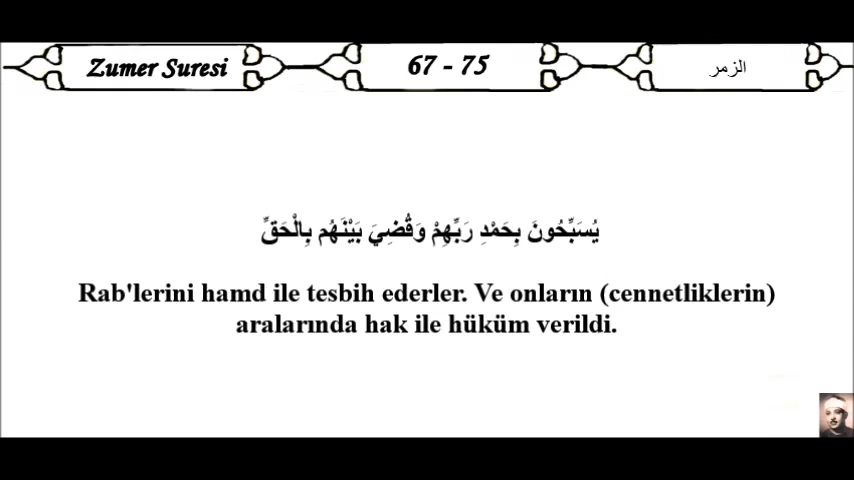 Zumer Suresi
67 - 75
الزمر
يُسَبِّحُونَ بِحَمْدِ رَبِّهِمْ وَقُضِيَ بَيْنَهُم بِالْحَقِّ
Rab'lerini hamd ile tesbih ederler. Ve onların (cennetliklerin)
aralarında hak ile hüküm verildi.